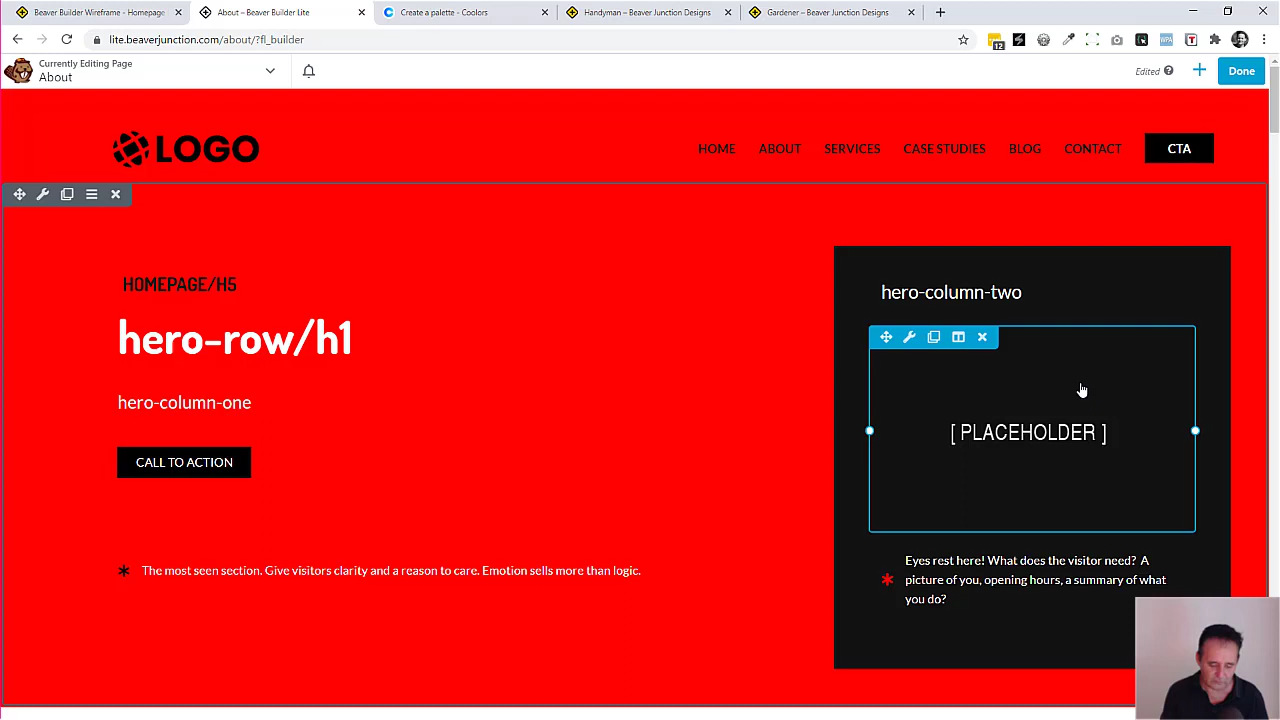 Beaver Builder Wireframe - Homepage
About – Beaver Builder Lite
Create a palette - Coolors
Handyman – Beaver Junction Designs
Gardener – Beaver Junction Designs
lite.beaverjunction.com/about/?fl_builder
12
WPA
T
Currently Editing Page
About
Edited
Done
LOGO
HOME
ABOUT
SERVICES
CASE STUDIES
BLOG
CONTACT
CTA
HOMEPAGE/H5
hero-row/h1
hero-column-one
CALL TO ACTION
The most seen section. Give visitors clarity and a reason to care. Emotion sells more than logic.
hero-column-two
[ PLACEHOLDER ]
Eyes rest here! What does the visitor need? A
picture of you, opening hours, a summary of what
you do?